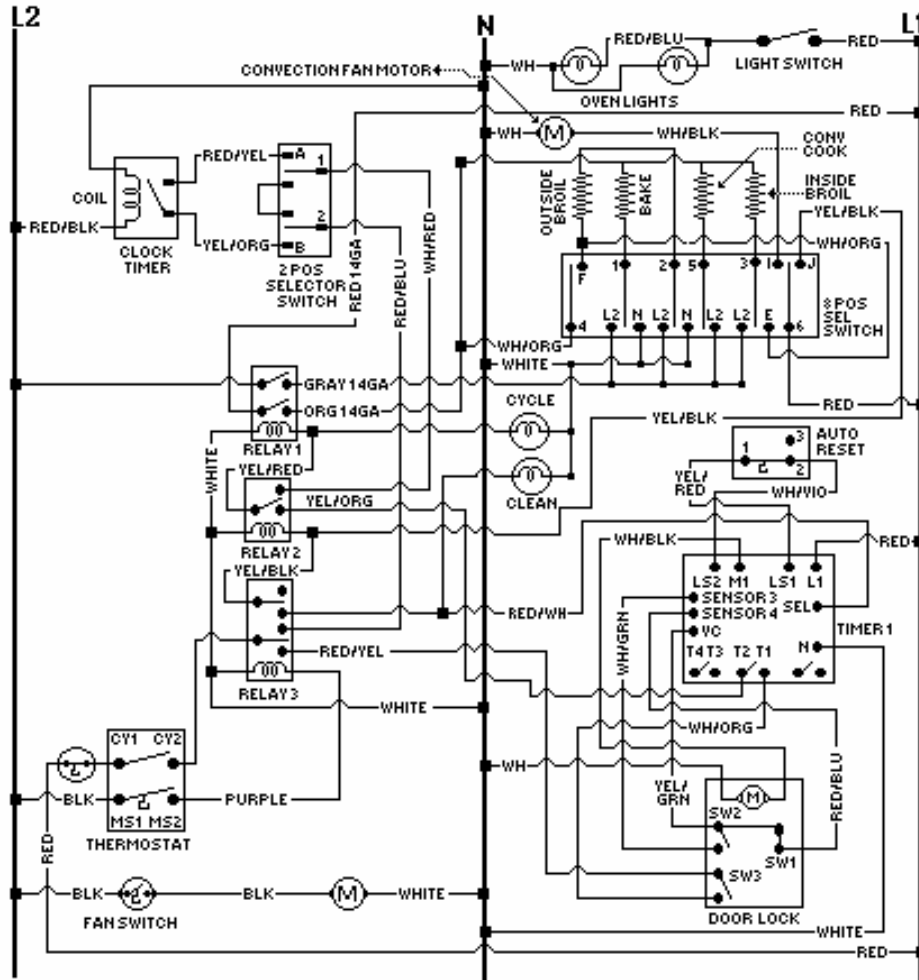 L2
N
L1
RED/BLU
RED
WH
LIGHT SWITCH
CONVECTION FAN MOTOR
OVEN LIGHTS
RED
WH
M
WH/BLK
CONV
COOK
RED/YEL
A
1
COIL
OUTSIDE
BROIL
BAKE
INSIDE
BROIL
YEL/BLK
RED/BLK
2
YEL/ORG
B
WH/RED
WH/ORG
CLOCK
TIMER
2 POS
SELECTOR
SWITCH
RED 14GA
RED/BLU
F
1
2
5
3
I
J
8 POS
SEL
SWITCH
4
L2
N
L2
N
L2
L2
E
6
WH/ORG
WHITE
GRAY 14GA
ORG 14GA
CYCLE
YEL/BLK
RED
RELAY 1
WHITE
YEL/RED
3
AUTO
RESET
1
2
YEL/ORG
CLEAN
YEL/
RED
WH/VIO
RELAY 2
WH/BLK
RED
YEL/BLK
LS2
M1
LS1
L1
SENSOR 3
SENSOR 4
SEL
RED/WH
VC
TIMER 1
WH/GRN
T4
T3
T2
T1
N
RED/YEL
RELAY 3
WHITE
WH/ORG
CY1
CY2
WH
YEL/
GRN
RED/BLU
M
BLK
PURPLE
SW2
MS1
MS2
THERMOSTAT
RED
SW1
SW3
BLK
BLK
M
WHITE
FAN SWITCH
DOOR LOCK
WHITE
RED